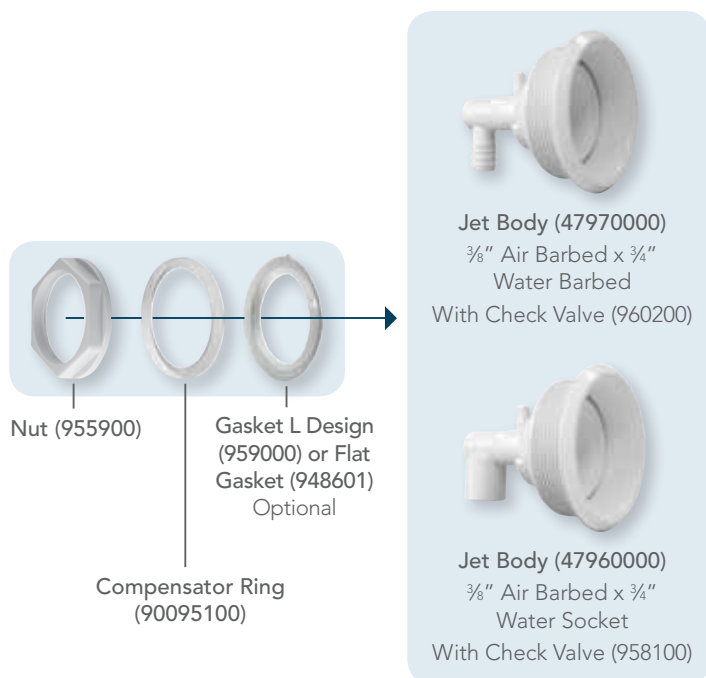 Nut (955900)
Compensator Ring
(90095100)
Gasket L Design
(959000) or Flat
Gasket (948601)
Optional
Jet Body (47970000)
⅜” Air Barbed x ¾”
Water Barbed
With Check Valve (960200)
Jet Body (47960000)
⅜” Air Barbed x ¾”
Water Socket
With Check Valve (958100)